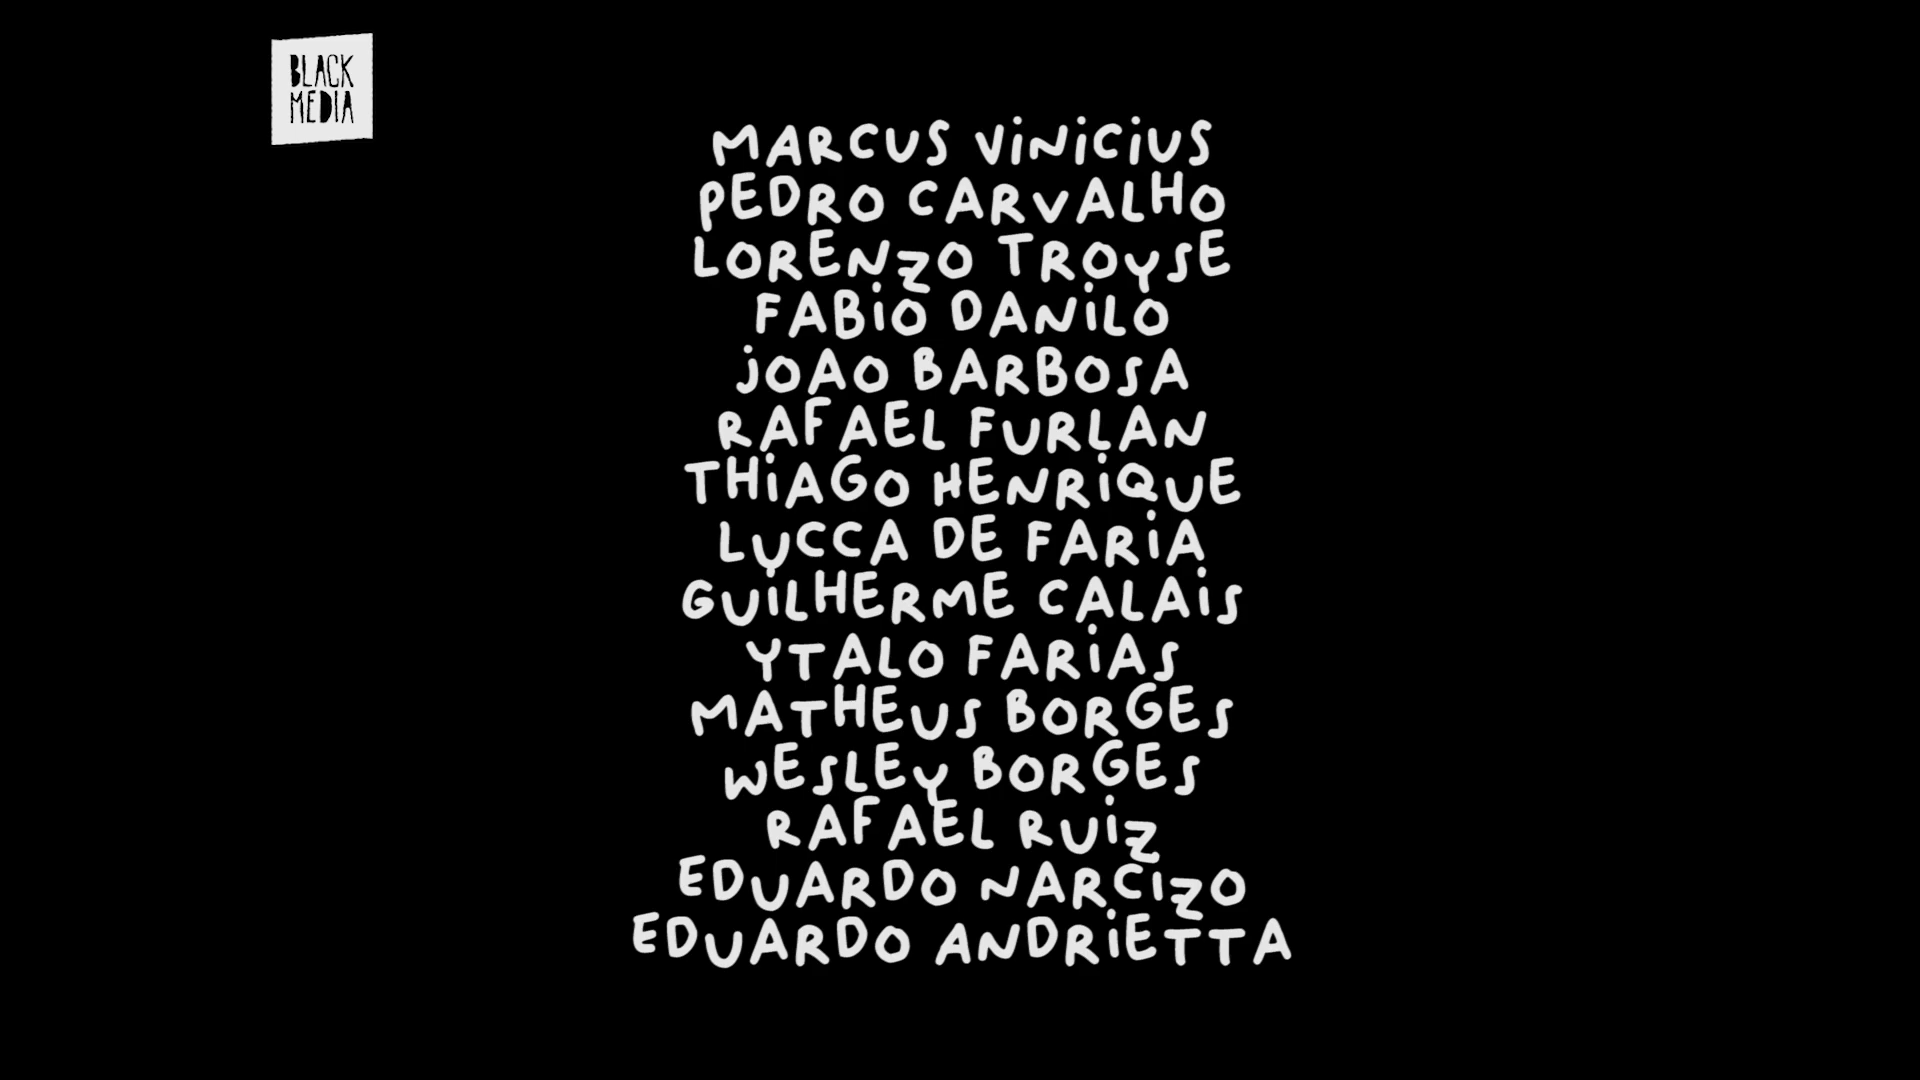 BLACK
MEDIA
MARCUS ViNiCiUS
PEDRO CARVALHO
LORENZO TROYSE
FABiO DANiLO
jOAO BARBOSA
RAFAEL FURLAN
THiAGO HENRiQUE
LUCCA DE FARiA
GUiLHERME CALAiS
YTALO FARiAS
MATHEUS BORGES
WESLEY BORGES
RAFAEL RUiZ
EDUARDO NARCIZO
EDUARDO ANDRiETTA